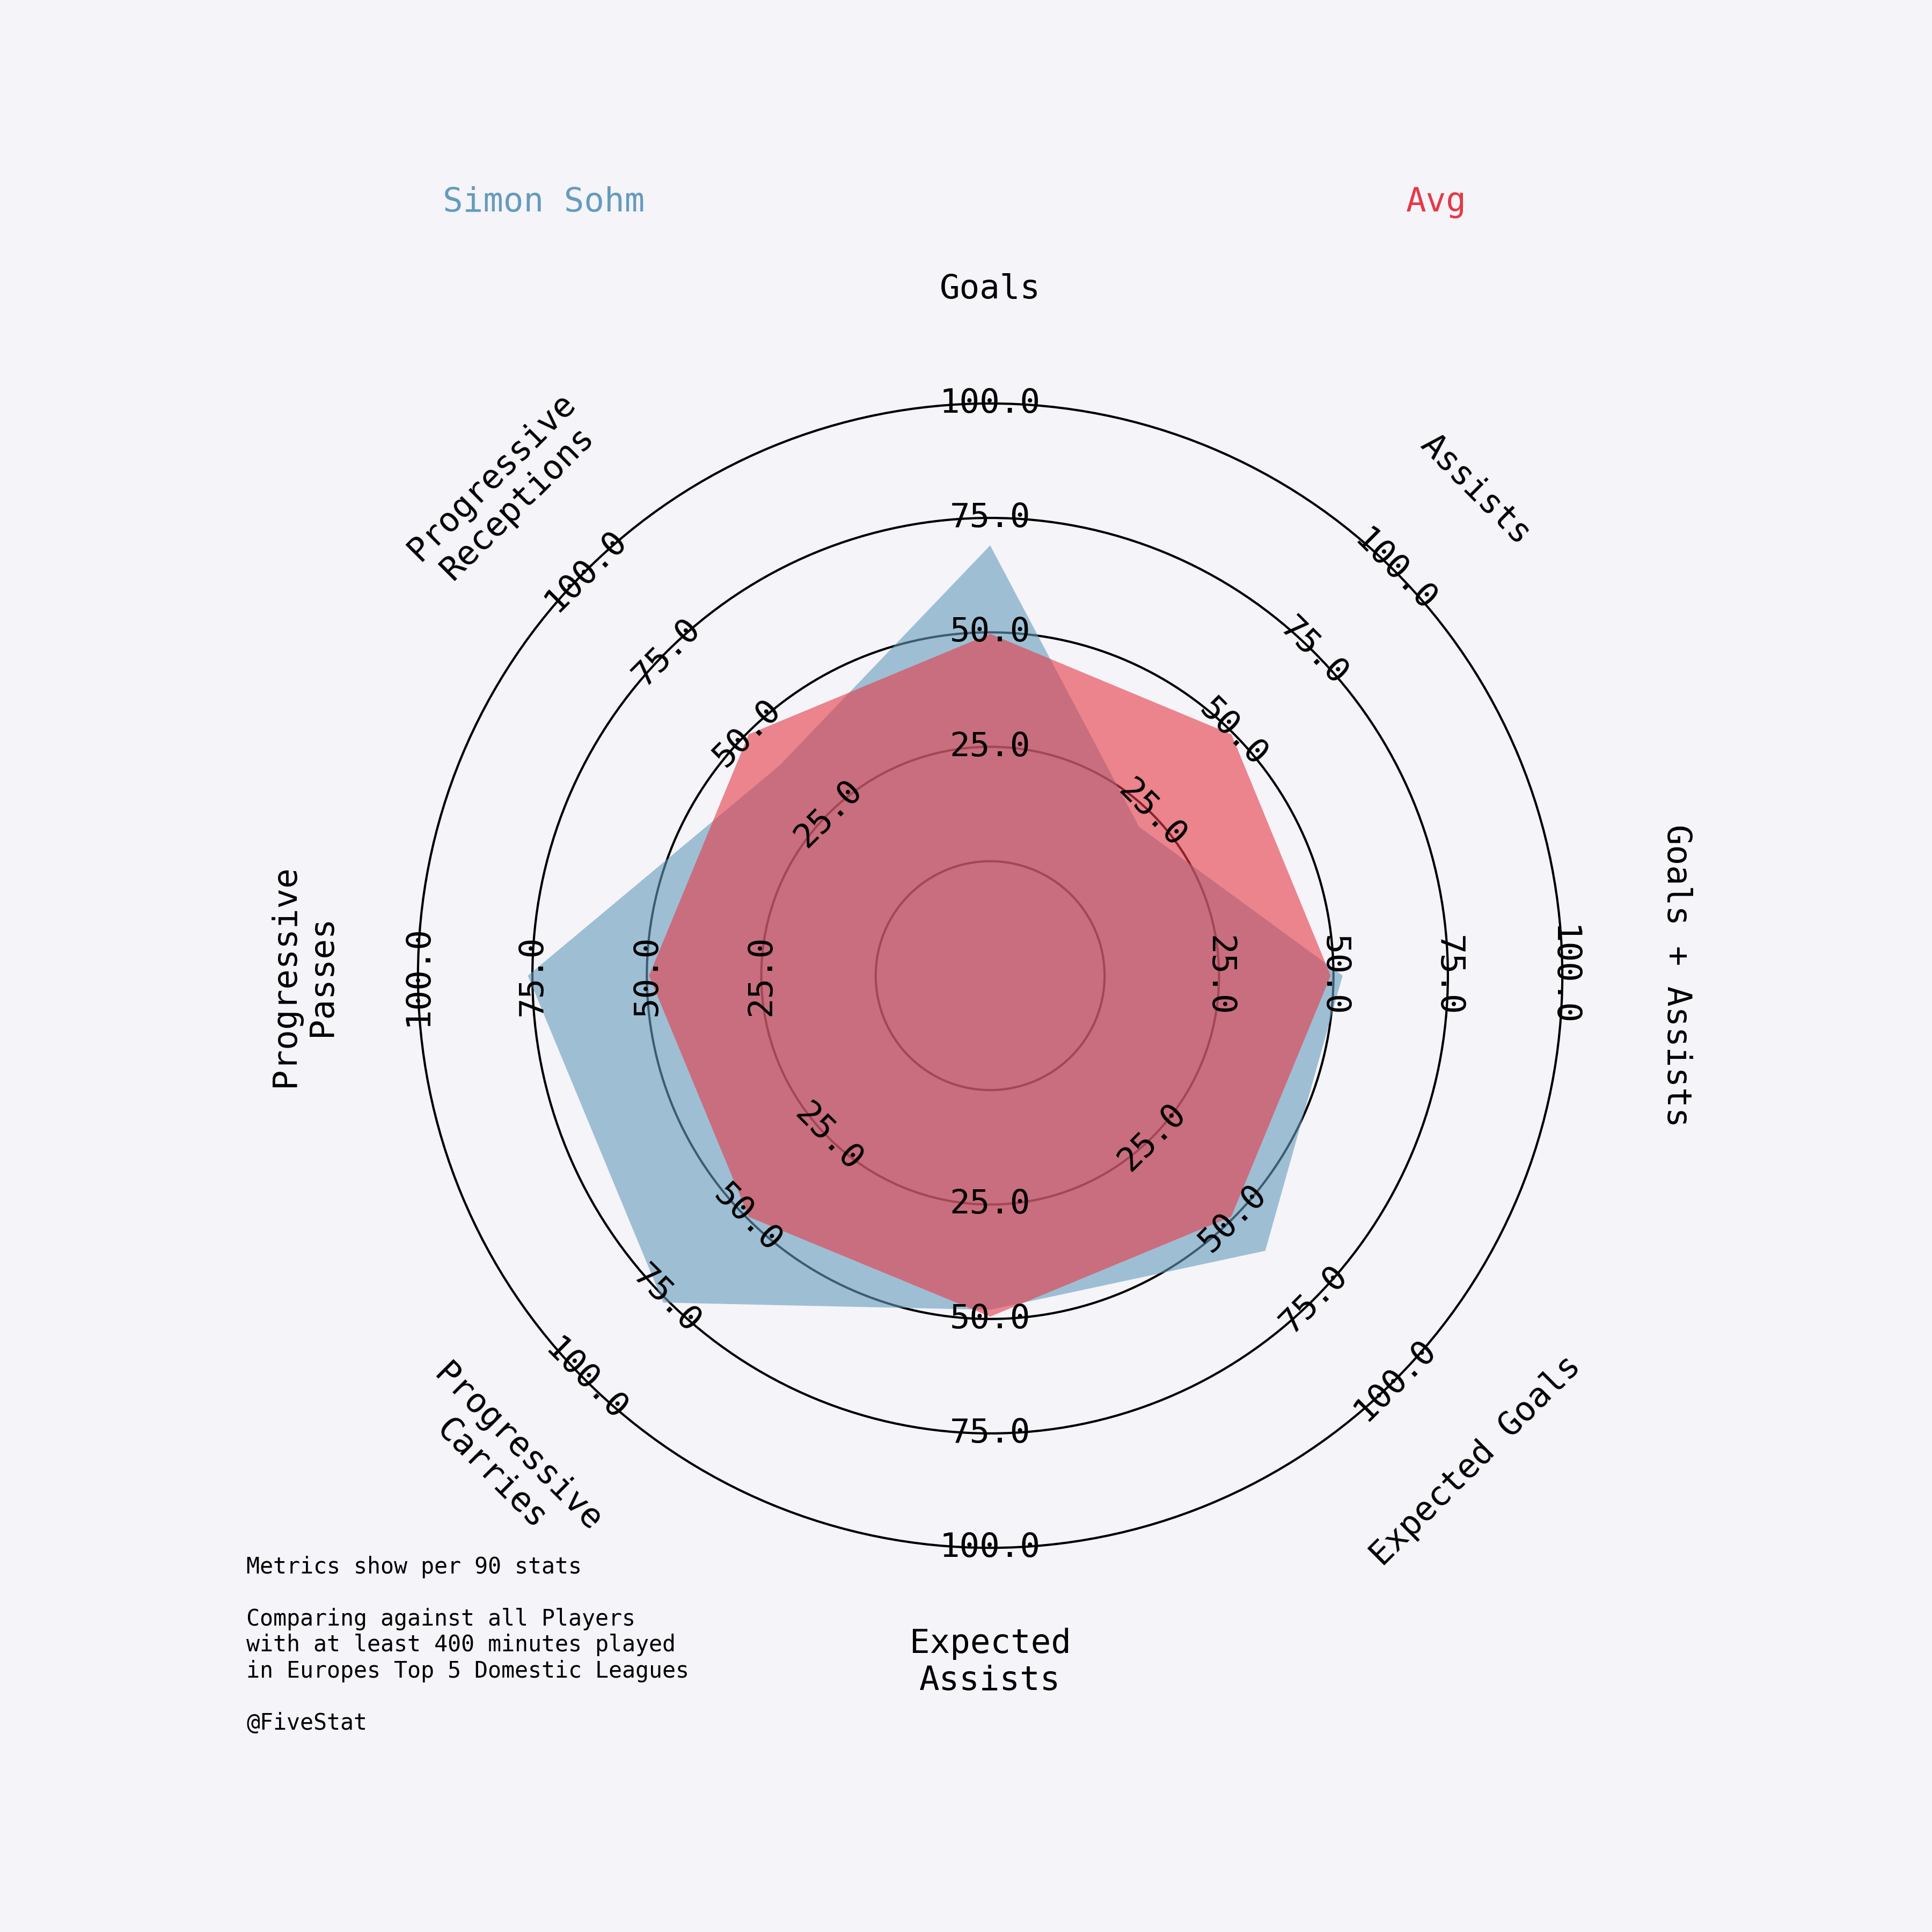 Simon Sohm
Avg
Goals
Assists
Goals + Assists
Expected Goals
Expected
Assists
Progressive
Carries
Progressive
Passes
Progressive
Receptions
25.0
50.0
75.0
100.0
25.0
50.0
75.0
100.0
25.0
50.0
75.0
100.0
25.0
50.0
75.0
100.0
25.0
50.0
75.0
100.0
25.0
50.0
75.0
100.0
25.0
50.0
75.0
100.0
25.0
50.0
75.0
100.0
Metrics show per 90 stats
Comparing against all Players
with at least 400 minutes played
in Europes Top 5 Domestic Leagues
@FiveStat